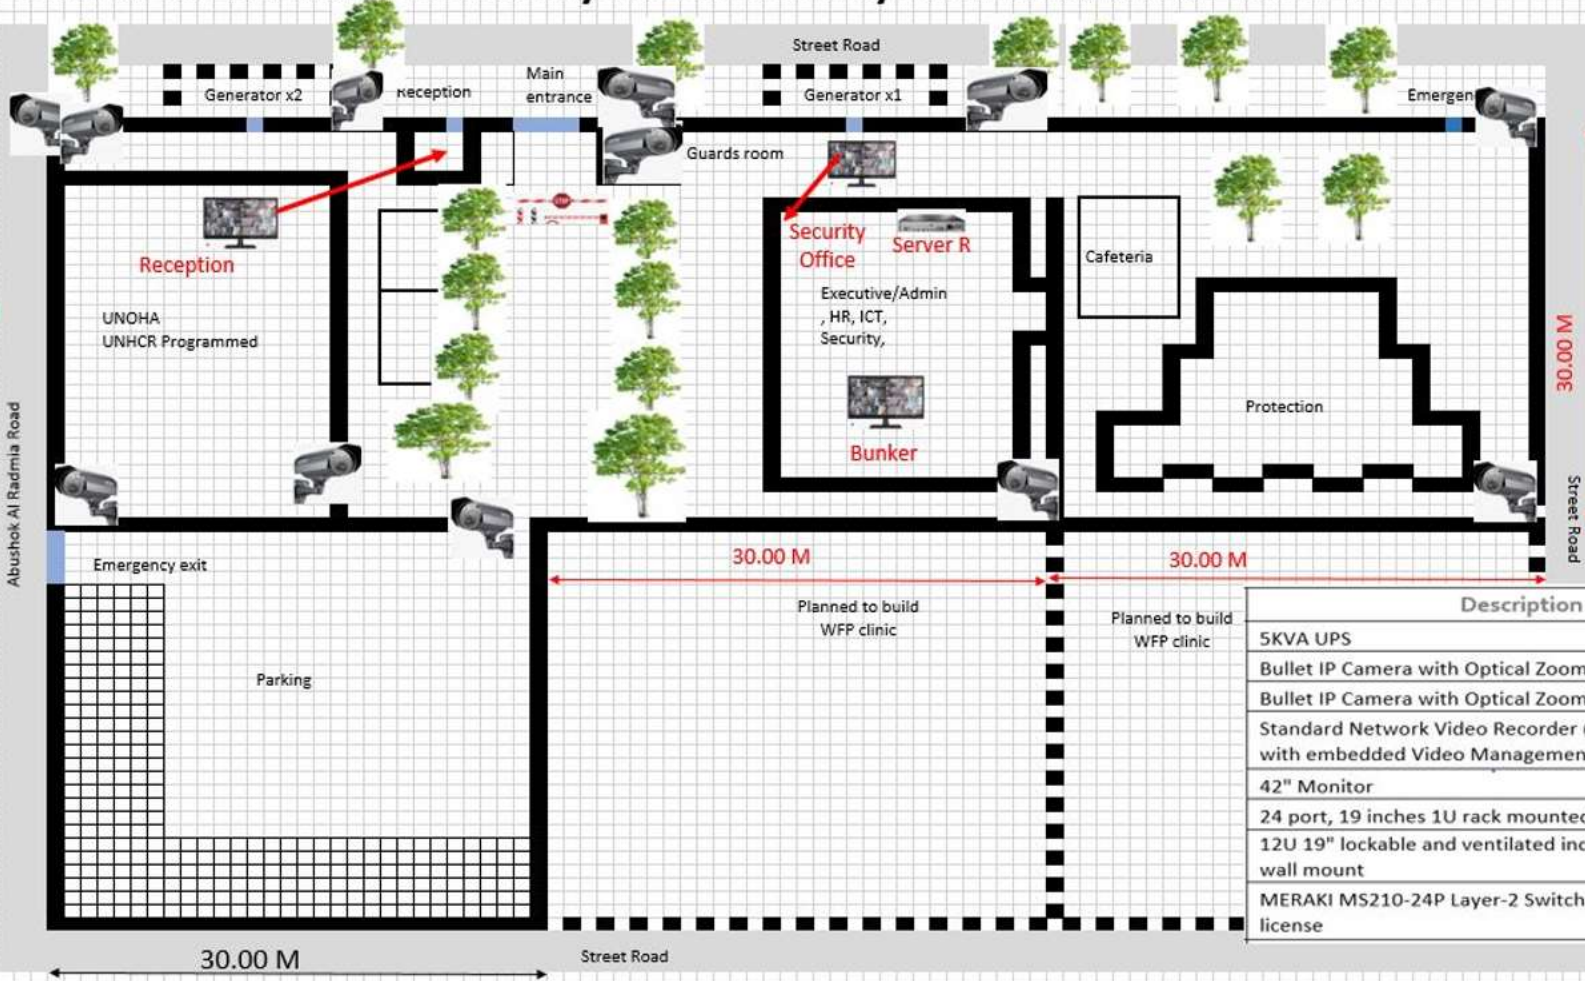 Street Road
Generator x2
Reception
Main
entrance
Generator x1
Emergen
Guards room
STOP
Reception
UNOHA
UNHCR Programmed
Security
Office
Server R
Executive/Admin
, HR, ICT,
Security,
Bunker
Cafeteria
Protection
30.00 M
Abushok Al Radmia Road
Street Road
Emergency exit
Parking
30.00 M
30.00 M
Planned to build
WFP clinic
Planned to build
WFP clinic
Description
5KVA UPS
Bullet IP Camera with Optical Zoom
Bullet IP Camera with Optical Zoom
Standard Network Video Recorder
with embedded Video Managemen
42" Monitor
24 port, 19 inches 1U rack mounted
12U 19" lockable and ventilated inc
wall mount
MERAKI MS210-24P Layer-2 Switch
license
30.00 M
Street Road